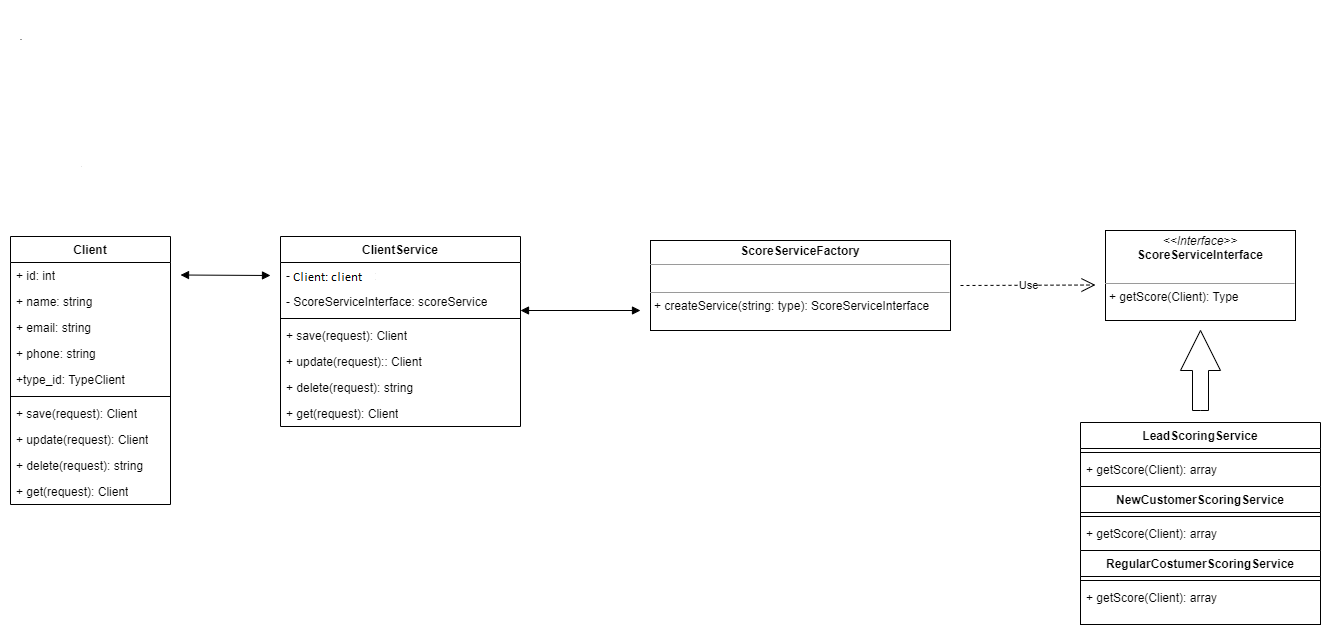 Client
+ id: int
+ name: string
+ email: string
+ phone: string
+type_id: TypeClient
+ save(request): Client
+ update(request): Client
+ delete(request): string
+ get(request): Client
ClientService
- Client: client
- ScoreServiceInterface: scoreService
+ save(request): Client
+ update(request):: Client
+ delete(request): string
+ get(request): Client
ScoreServiceFactory
+ createService(string: type): ScoreServiceInterface
Use
<<Interface>>
ScoreServiceInterface
+ getScore(Client): Type
LeadScoringService
+ getScore(Client): array
NewCustomerScoringService
+ getScore(Client): array
RegularCostumerScoringService
+ getScore(Client): array